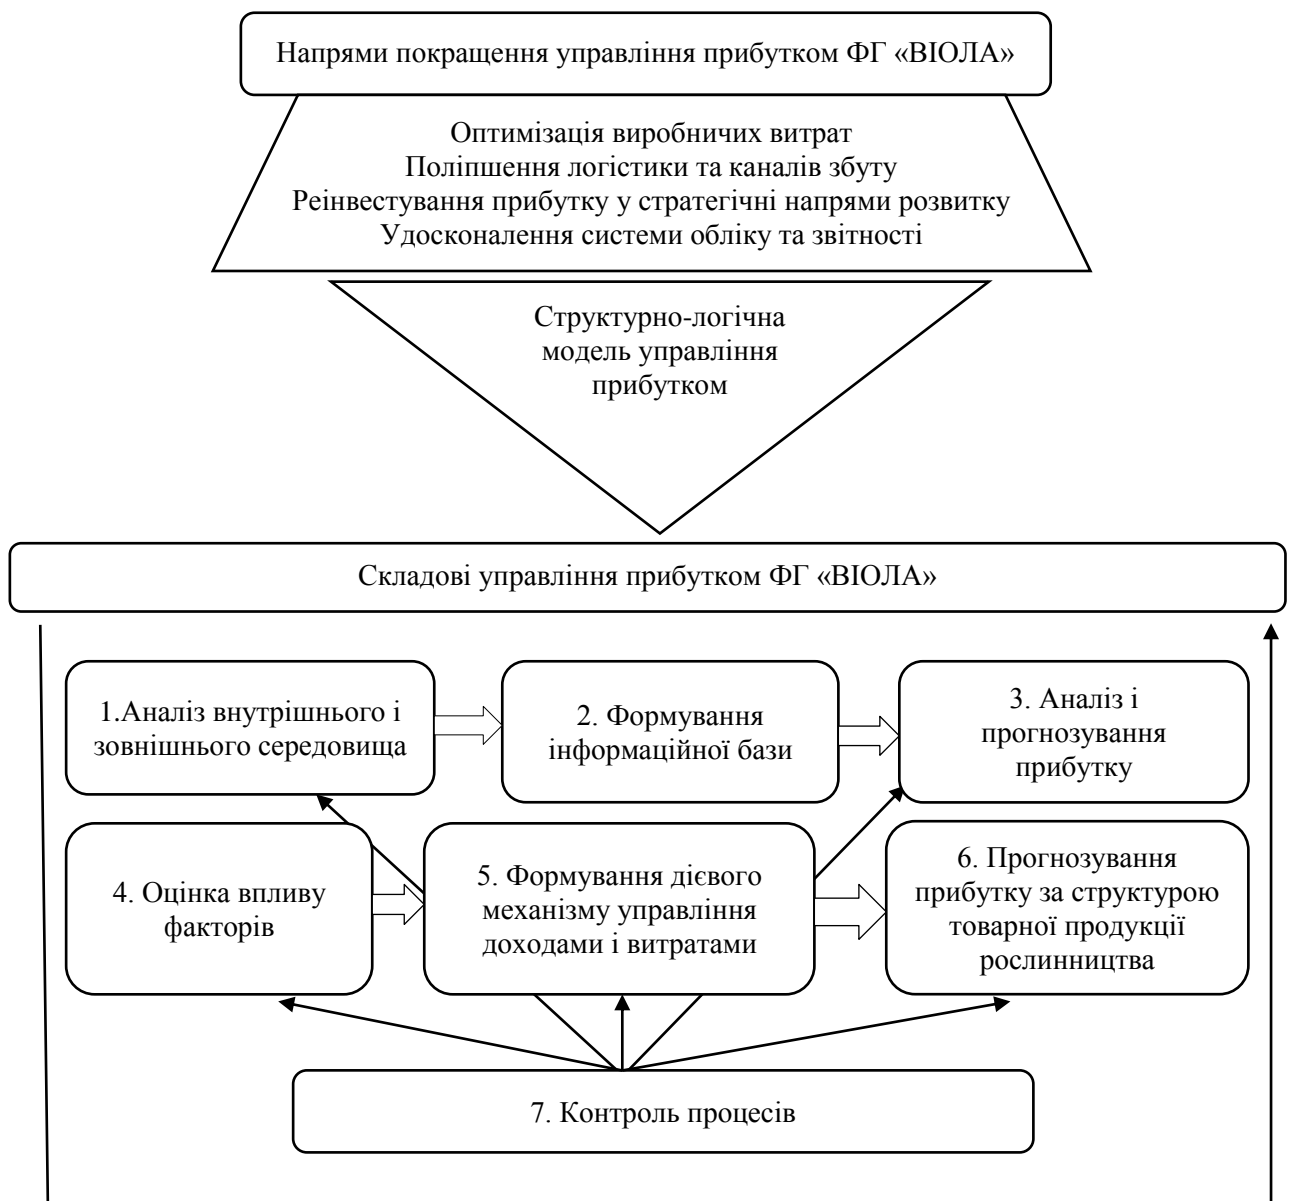 Напрями покращення управління прибутком ФГ «ВІОЛА»
Оптимізація виробничих витрат
Поліпшення логістики та каналів збуту
Реінвестування прибутку у стратегічні напрями розвитку
Удосконалення системи обліку та звітності
Структурно-логічна
модель управління
прибутком
Складові управління прибутком ФГ «ВІОЛА»
1.Аналіз внутрішнього і
зовнішнього середовища
2. Формування
інформаційної бази
3. Аналіз і
прогнозування
прибутку
4. Оцінка впливу
факторів
5. Формування дієвого
механізму управління
доходами і витратами
6. Прогнозування
прибутку за структурою
товарної продукції
рослинництва
7. Контроль процесів